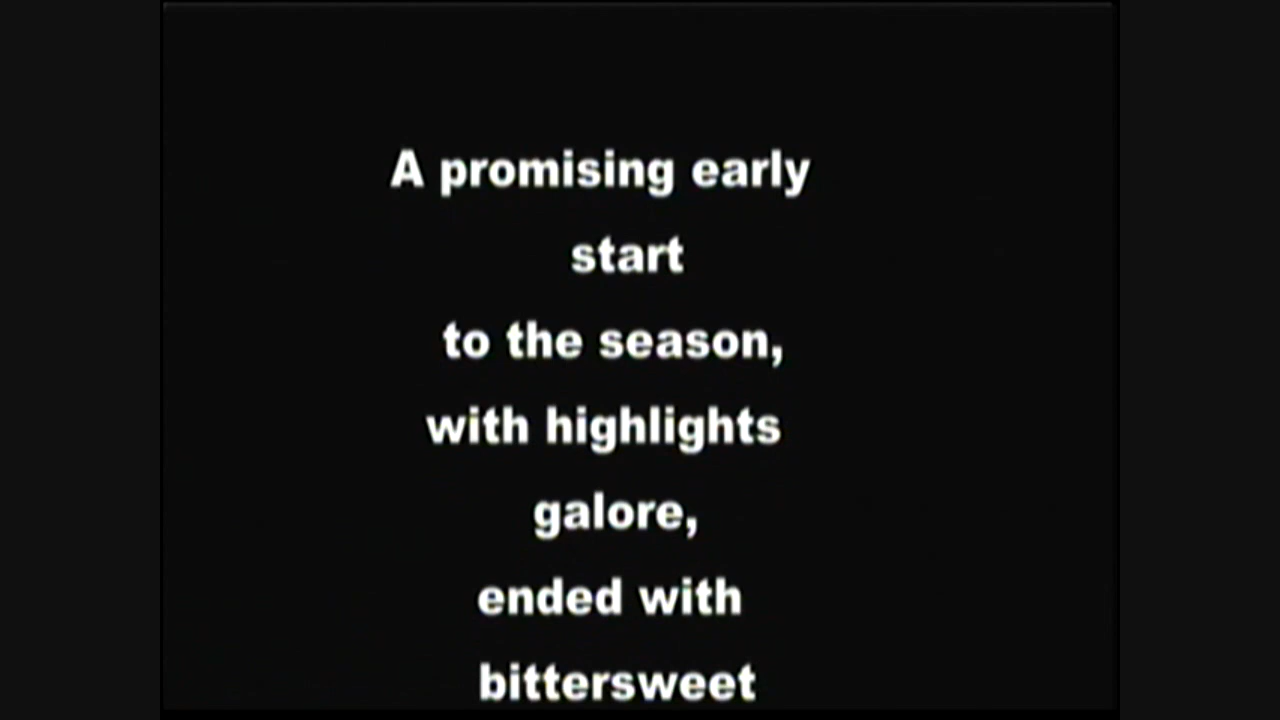 A promising early
start
to the season,
with highlights
galore,
ended with
bittersweet